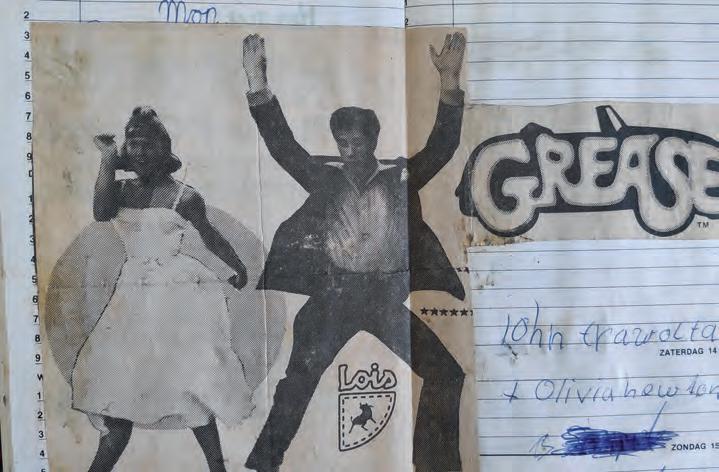 Mon
GREASE
TM
★★★★★
Lois
John travolta
ZATERDAG 14
+ Olivia newton
ZONDAG 15